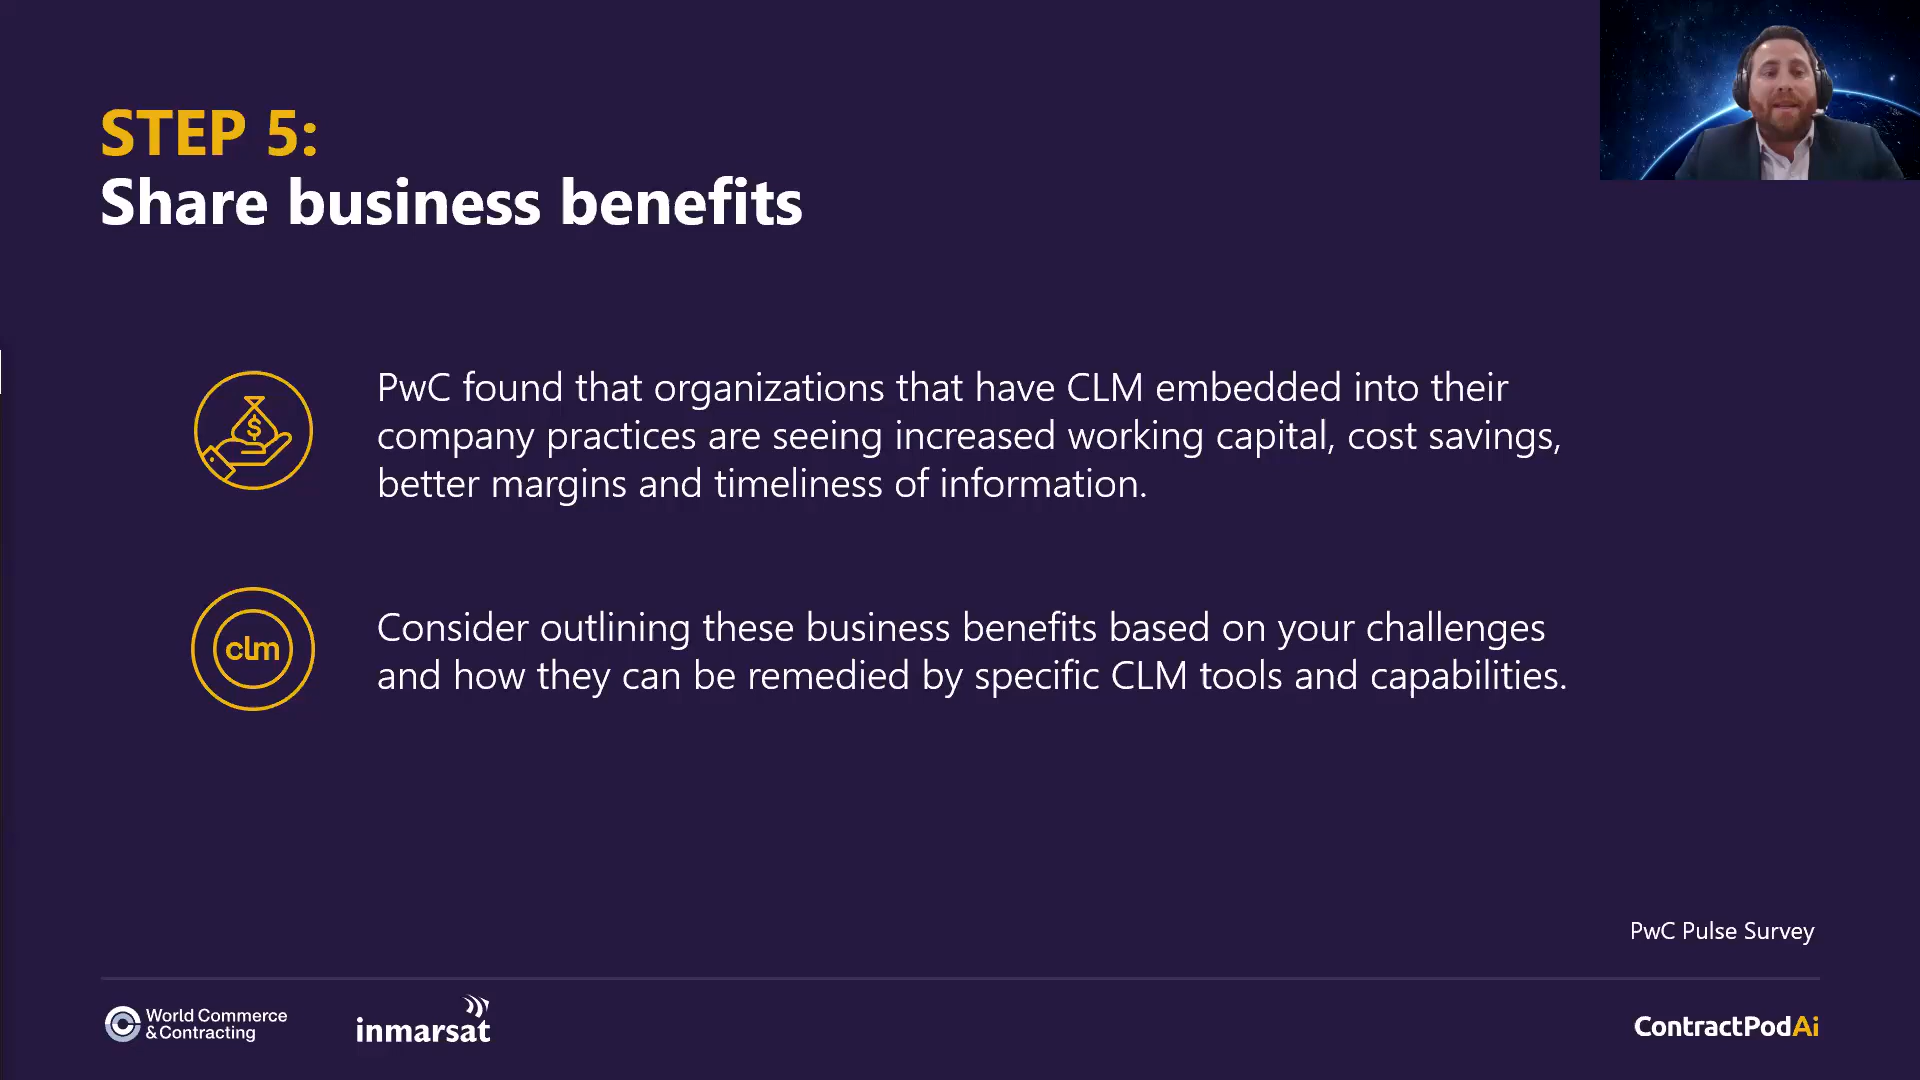 STEP 5:
Share business benefits
$
PwC found that organizations that have CLM embedded into their
company practices are seeing increased working capital, cost savings,
better margins and timeliness of information.
clm
Consider outlining these business benefits based on your challenges
and how they can be remedied by specific CLM tools and capabilities.
PwC Pulse Survey
World Commerce
& Contracting
inmarsat
ContractPodAi